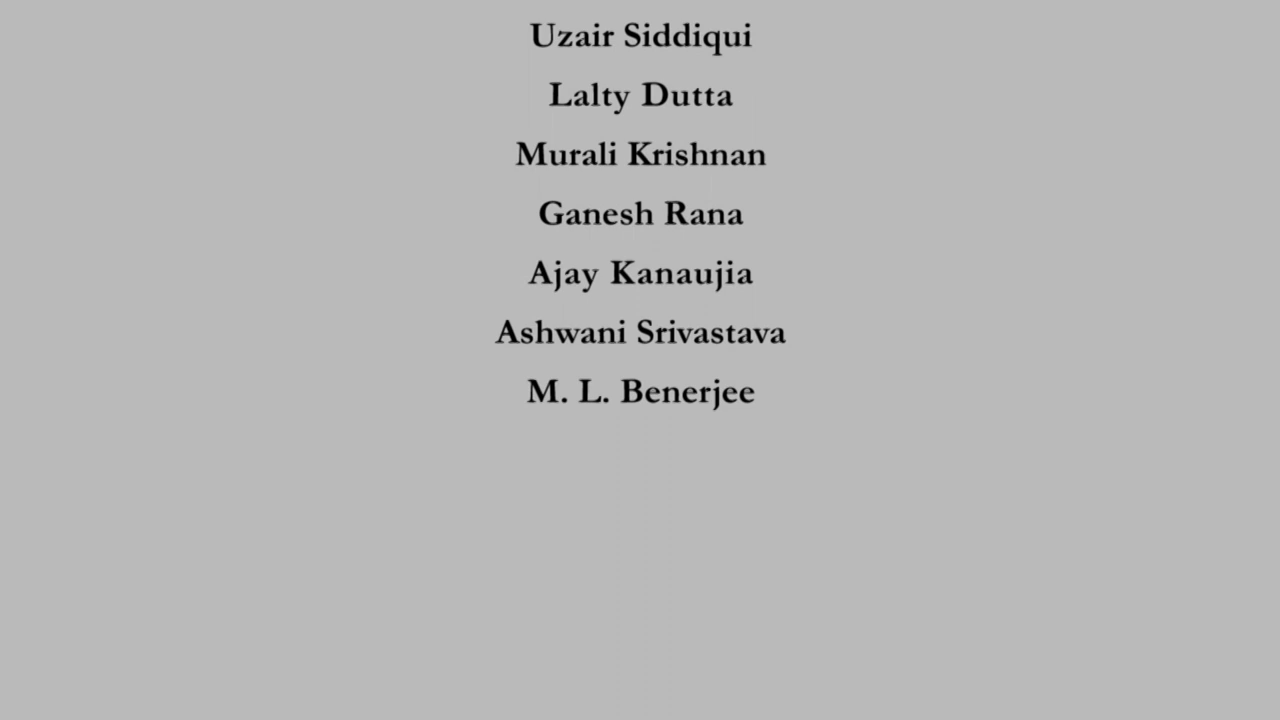 Uzair Siddiqui
Lalty Dutta
Murali Krishnan
Ganesh Rana
Ajay Kanaujia
Ashwani Srivastava
M. L. Benerjee